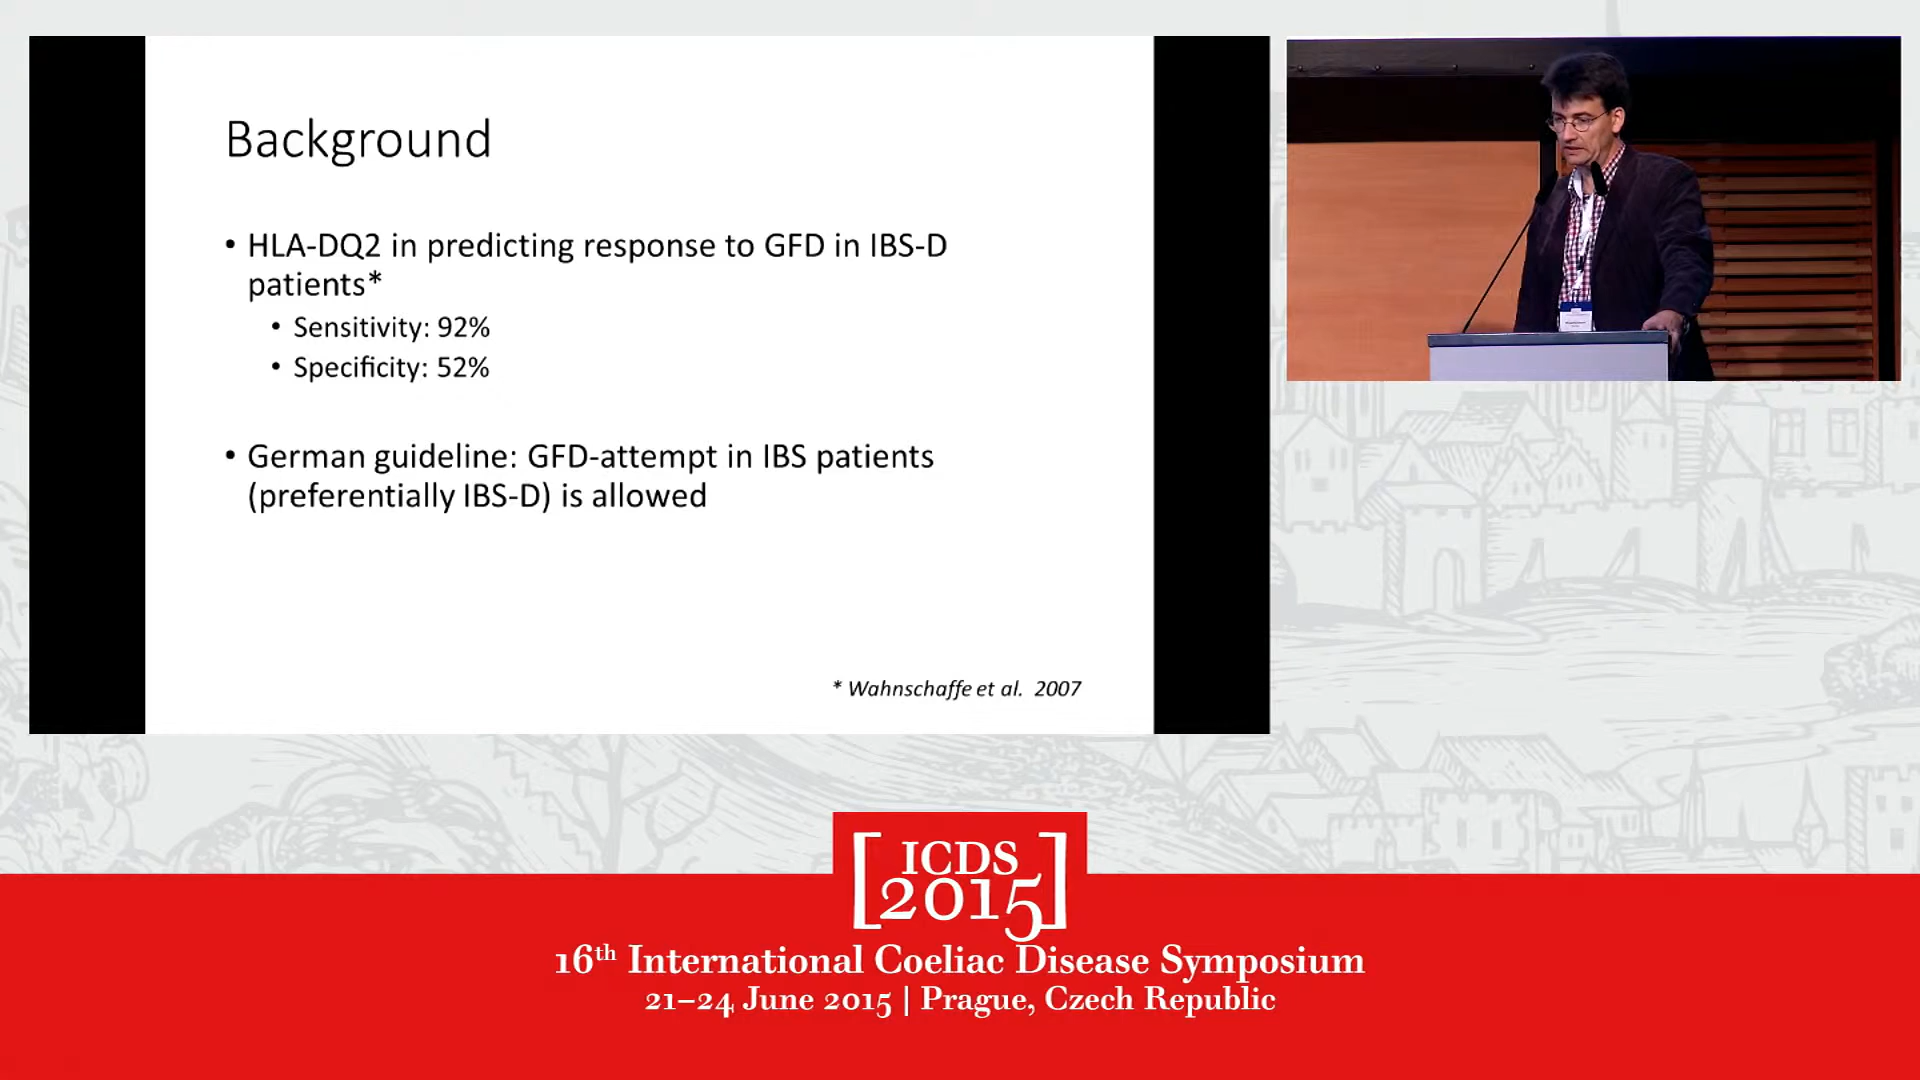 Background
• HLA-DQ2 in predicting response to GFD in IBS-D
patients*
• Sensitivity: 92%
• Specificity: 52%
• German guideline: GFD-attempt in IBS patients
(preferentially IBS-D) is allowed
* Wahnschaffe et al. 2007
[ICDS
2015]
16th International Coeliac Disease Symposium
21–24 June 2015 | Prague, Czech Republic